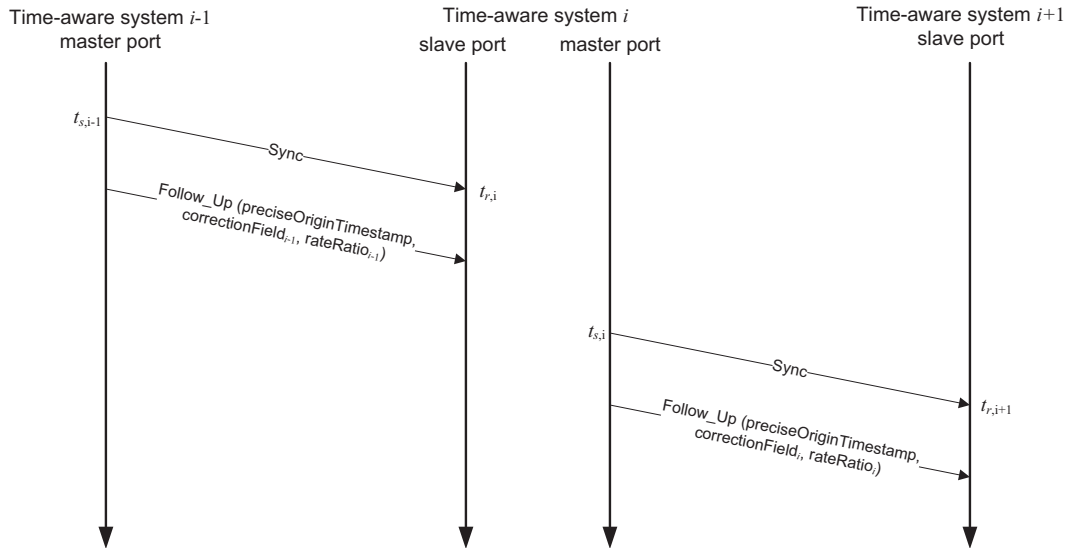 Time-aware system i-1
master port
Time-aware system i
slave port master port
Time-aware system i+1
slave port
ts,i-1
Sync
tr,i
Follow_Up (preciseOriginTimestamp,
correctionFieldi-1, rateRatioi-1)
ts,i
Sync
tr,i+1
Follow_Up (preciseOriginTimestamp,
correctionFieldi, rateRatioi)